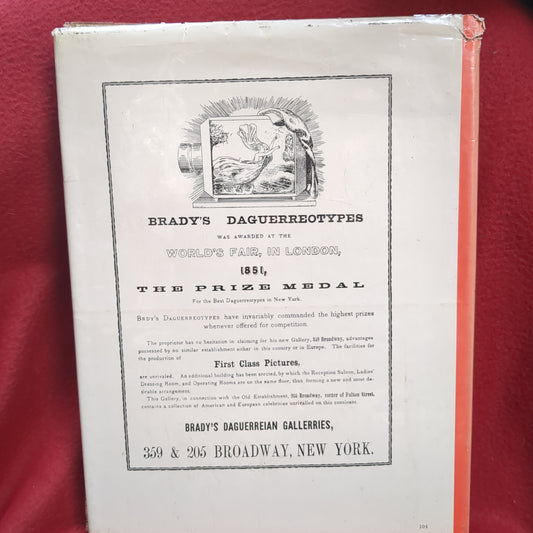 BRADY'S DAGUERREOTYPES
WAS AWARDED AT THE
WORLD'S FAIR, IN LONDON,
1851,
THE PRIZE MEDAL
For the Best Daguerreotypes in New York.
BRDY'S DAGUERREOTYPES have invariably commanded the highest prizes
whenever offered for competition.
The proprietor has no hesitation in claiming for his new Gallery, 359 Broadway, advantages
possessed by no similar establishment either in this country or in Europe. The facilities for
the production of
First Class Pictures,
are unrivaled. An additional building has been erected, by which the Reception Saloon, Ladies'
Dressing Room, and Operating Rooms are on the same floor, thus, forming a new and most de-
sirable arrangement.
This Gallery, in connection with the Old Establishment, Broadway, corner of Fulton Street,
contains a collection of American and European celebrities unrivalled on this continent.
BRADY'S DAGUERREIAN GALLERRIES,
359 & 205 BROADWAY, NEW YORK.
104